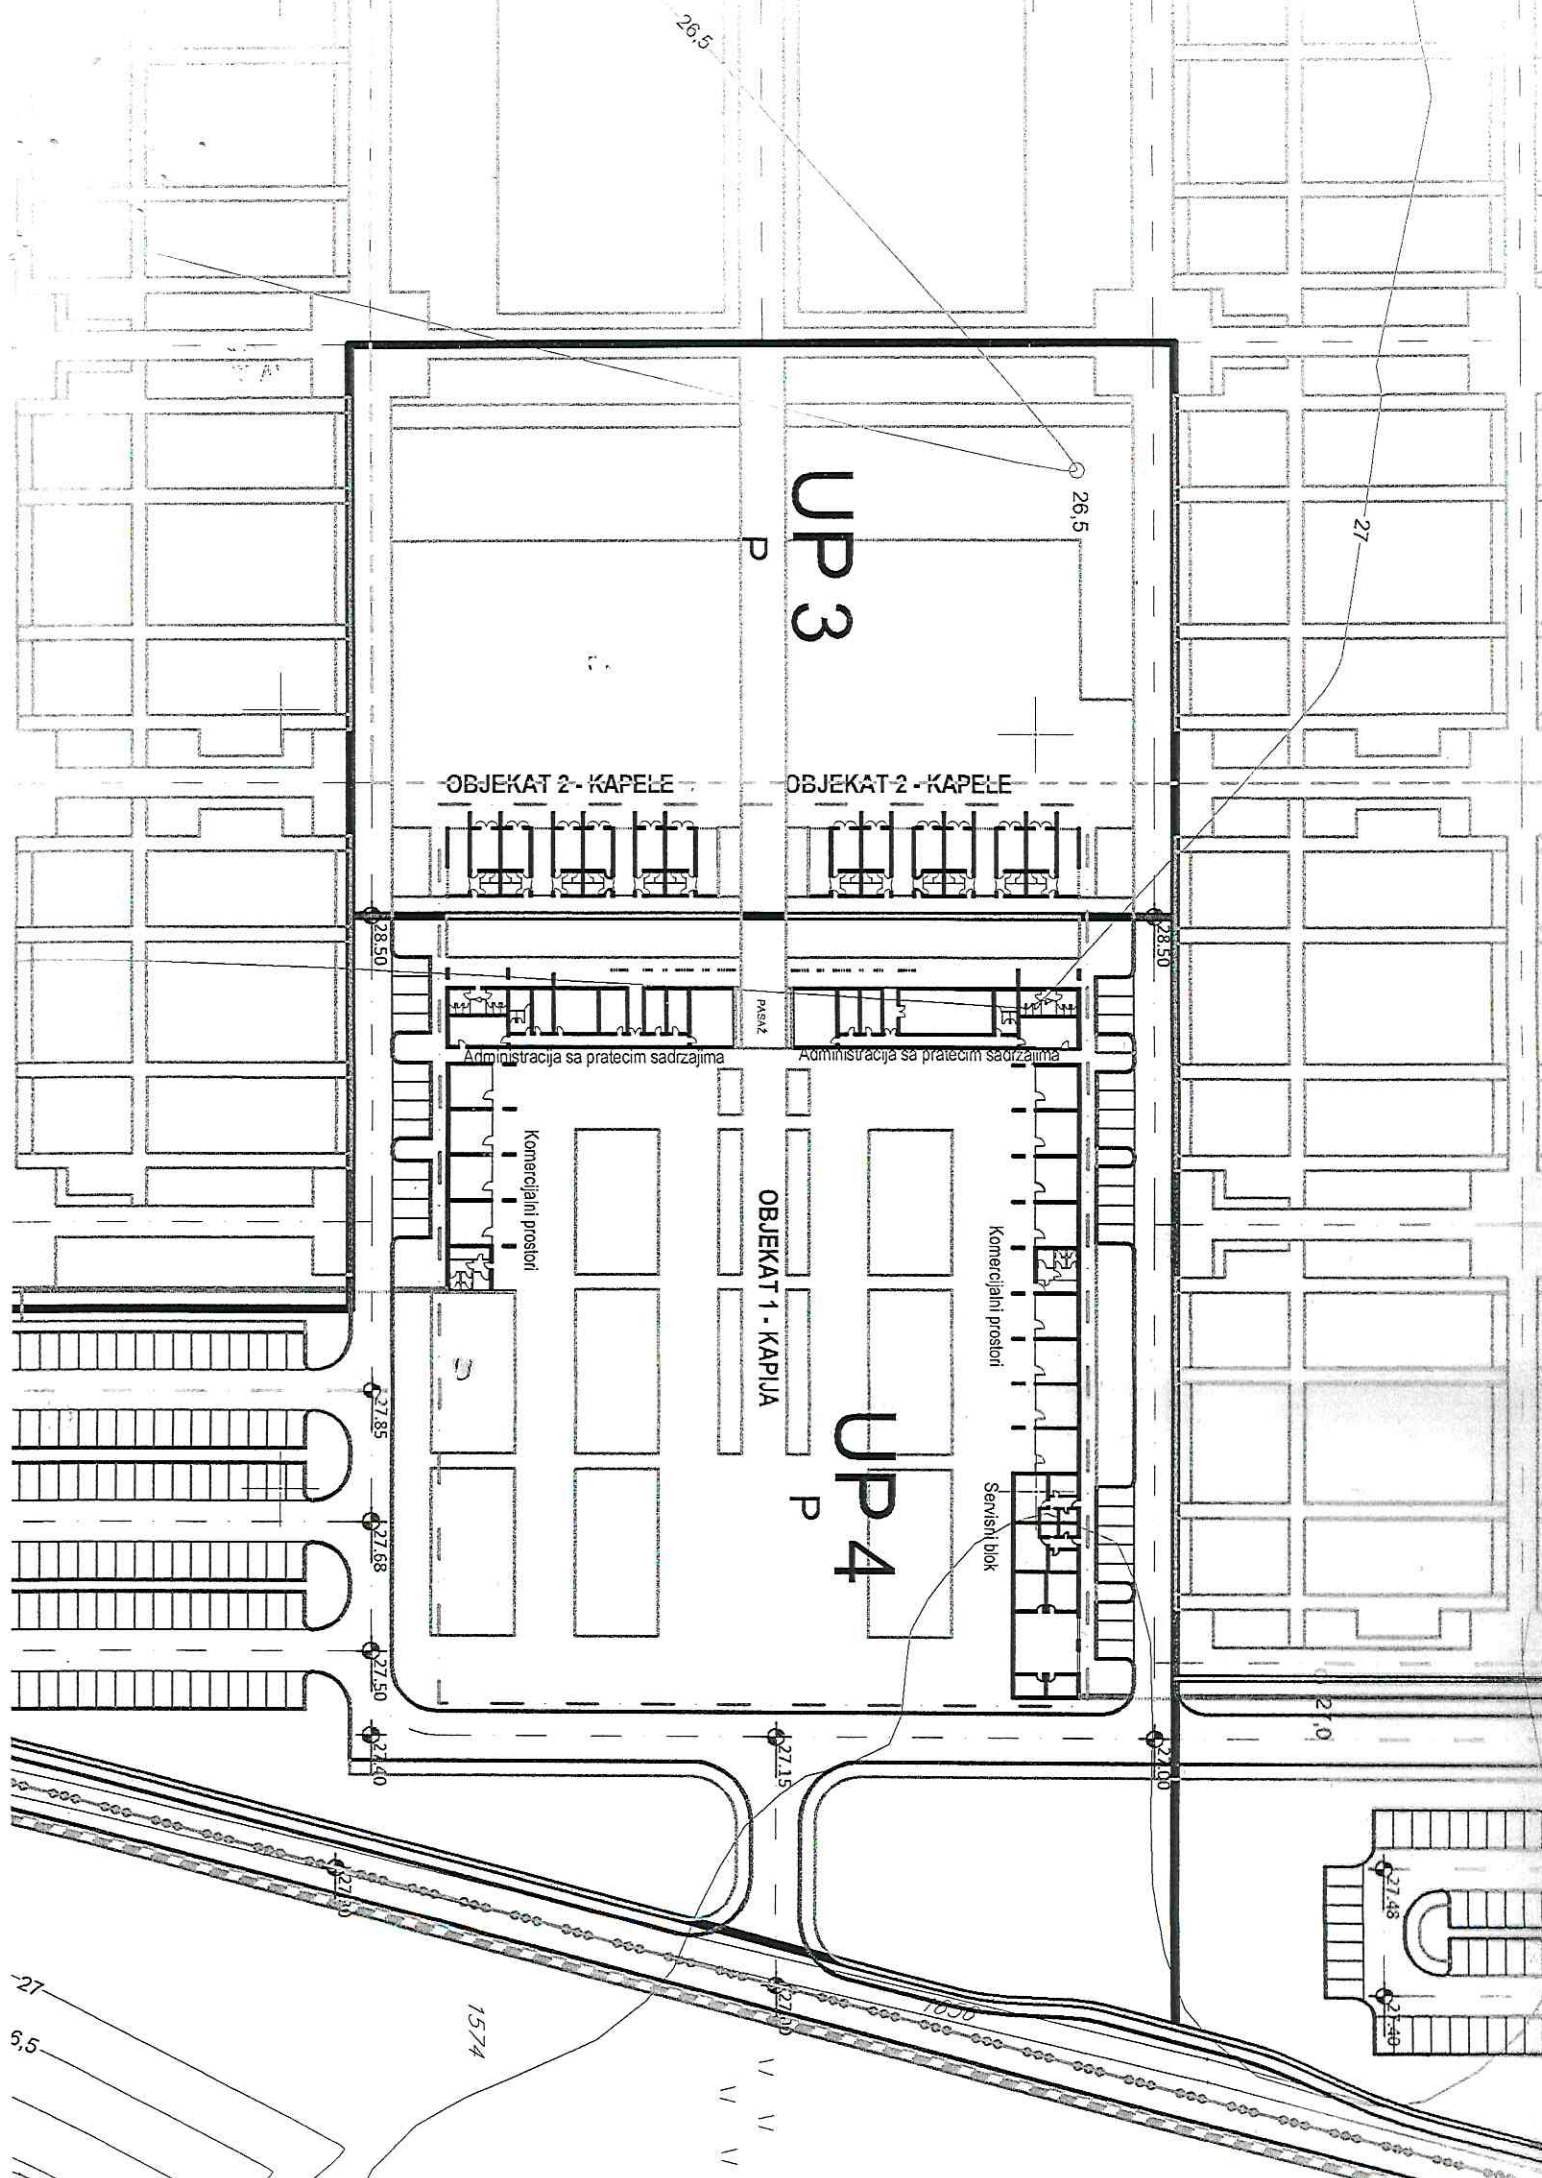 26,5
26,5
27
UP 3
P
OBJEKAT 2 - KAPELE
OBJEKAT 2 - KAPELE
28.50
28.50
PASAŽ
Administracija sa pratecim sadrzajima
Administracija sa pratecim sadrzajima
Komercijalni prostori
OBJEKAT 1 - KAPIJA
Komercijalni prostori
27.85
UP 4
P
Servisni blok
27.68
27.50
27,0
27.40
27.15
27.00
27.48
27.40
27
1574